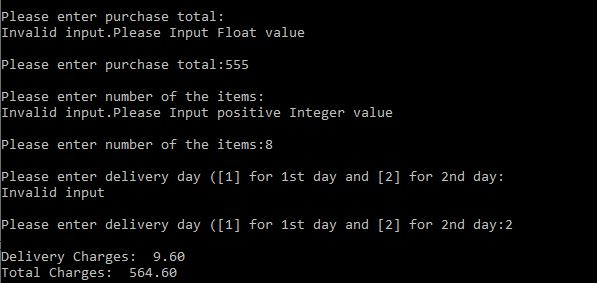 Please enter purchase total:
Invalid input.Please Input Float value
Please enter purchase total:555
Please enter number of the items:
Invalid input.Please Input positive Integer value
Please enter number of the items:8
Please enter delivery day ([1] for 1st day and [2] for 2nd day:
Invalid input
Please enter delivery day ([1] for 1st day and [2] for 2nd day:2
Delivery Charges:  9.60
Total Charges:  564.60